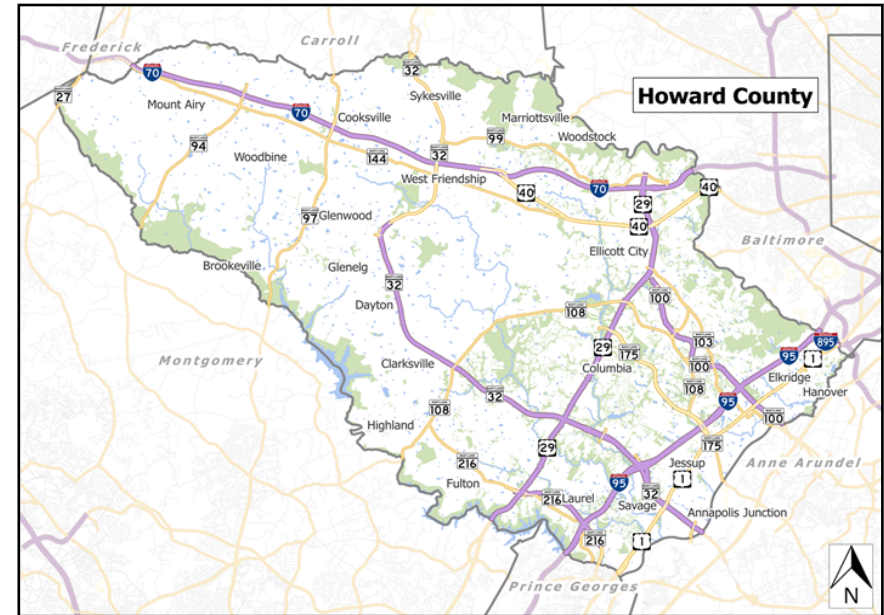 Frederick
Carroll
Howard County
70
32
27
Mount Airy
Sykesville
70
Cooksville
Marriottsville
94
MARYLAND
99
Woodstock
Woodbine
144
32
West Friendship
40
70
40
97
Glenwood
29
40
Ellicott City
Baltimore
Brookeville
Glenelg
32
100
Dayton
108
103
895
29
175
95
1
Montgomery
Clarksville
Columbia
100
Elkridge
32
108
95
Hanover
108
100
Highland
29
175
216
Jessup
Anne Arundel
Fulton
95
1
216
Laurel
32
Savage
Annapolis Junction
216
1
Prince Georges
N